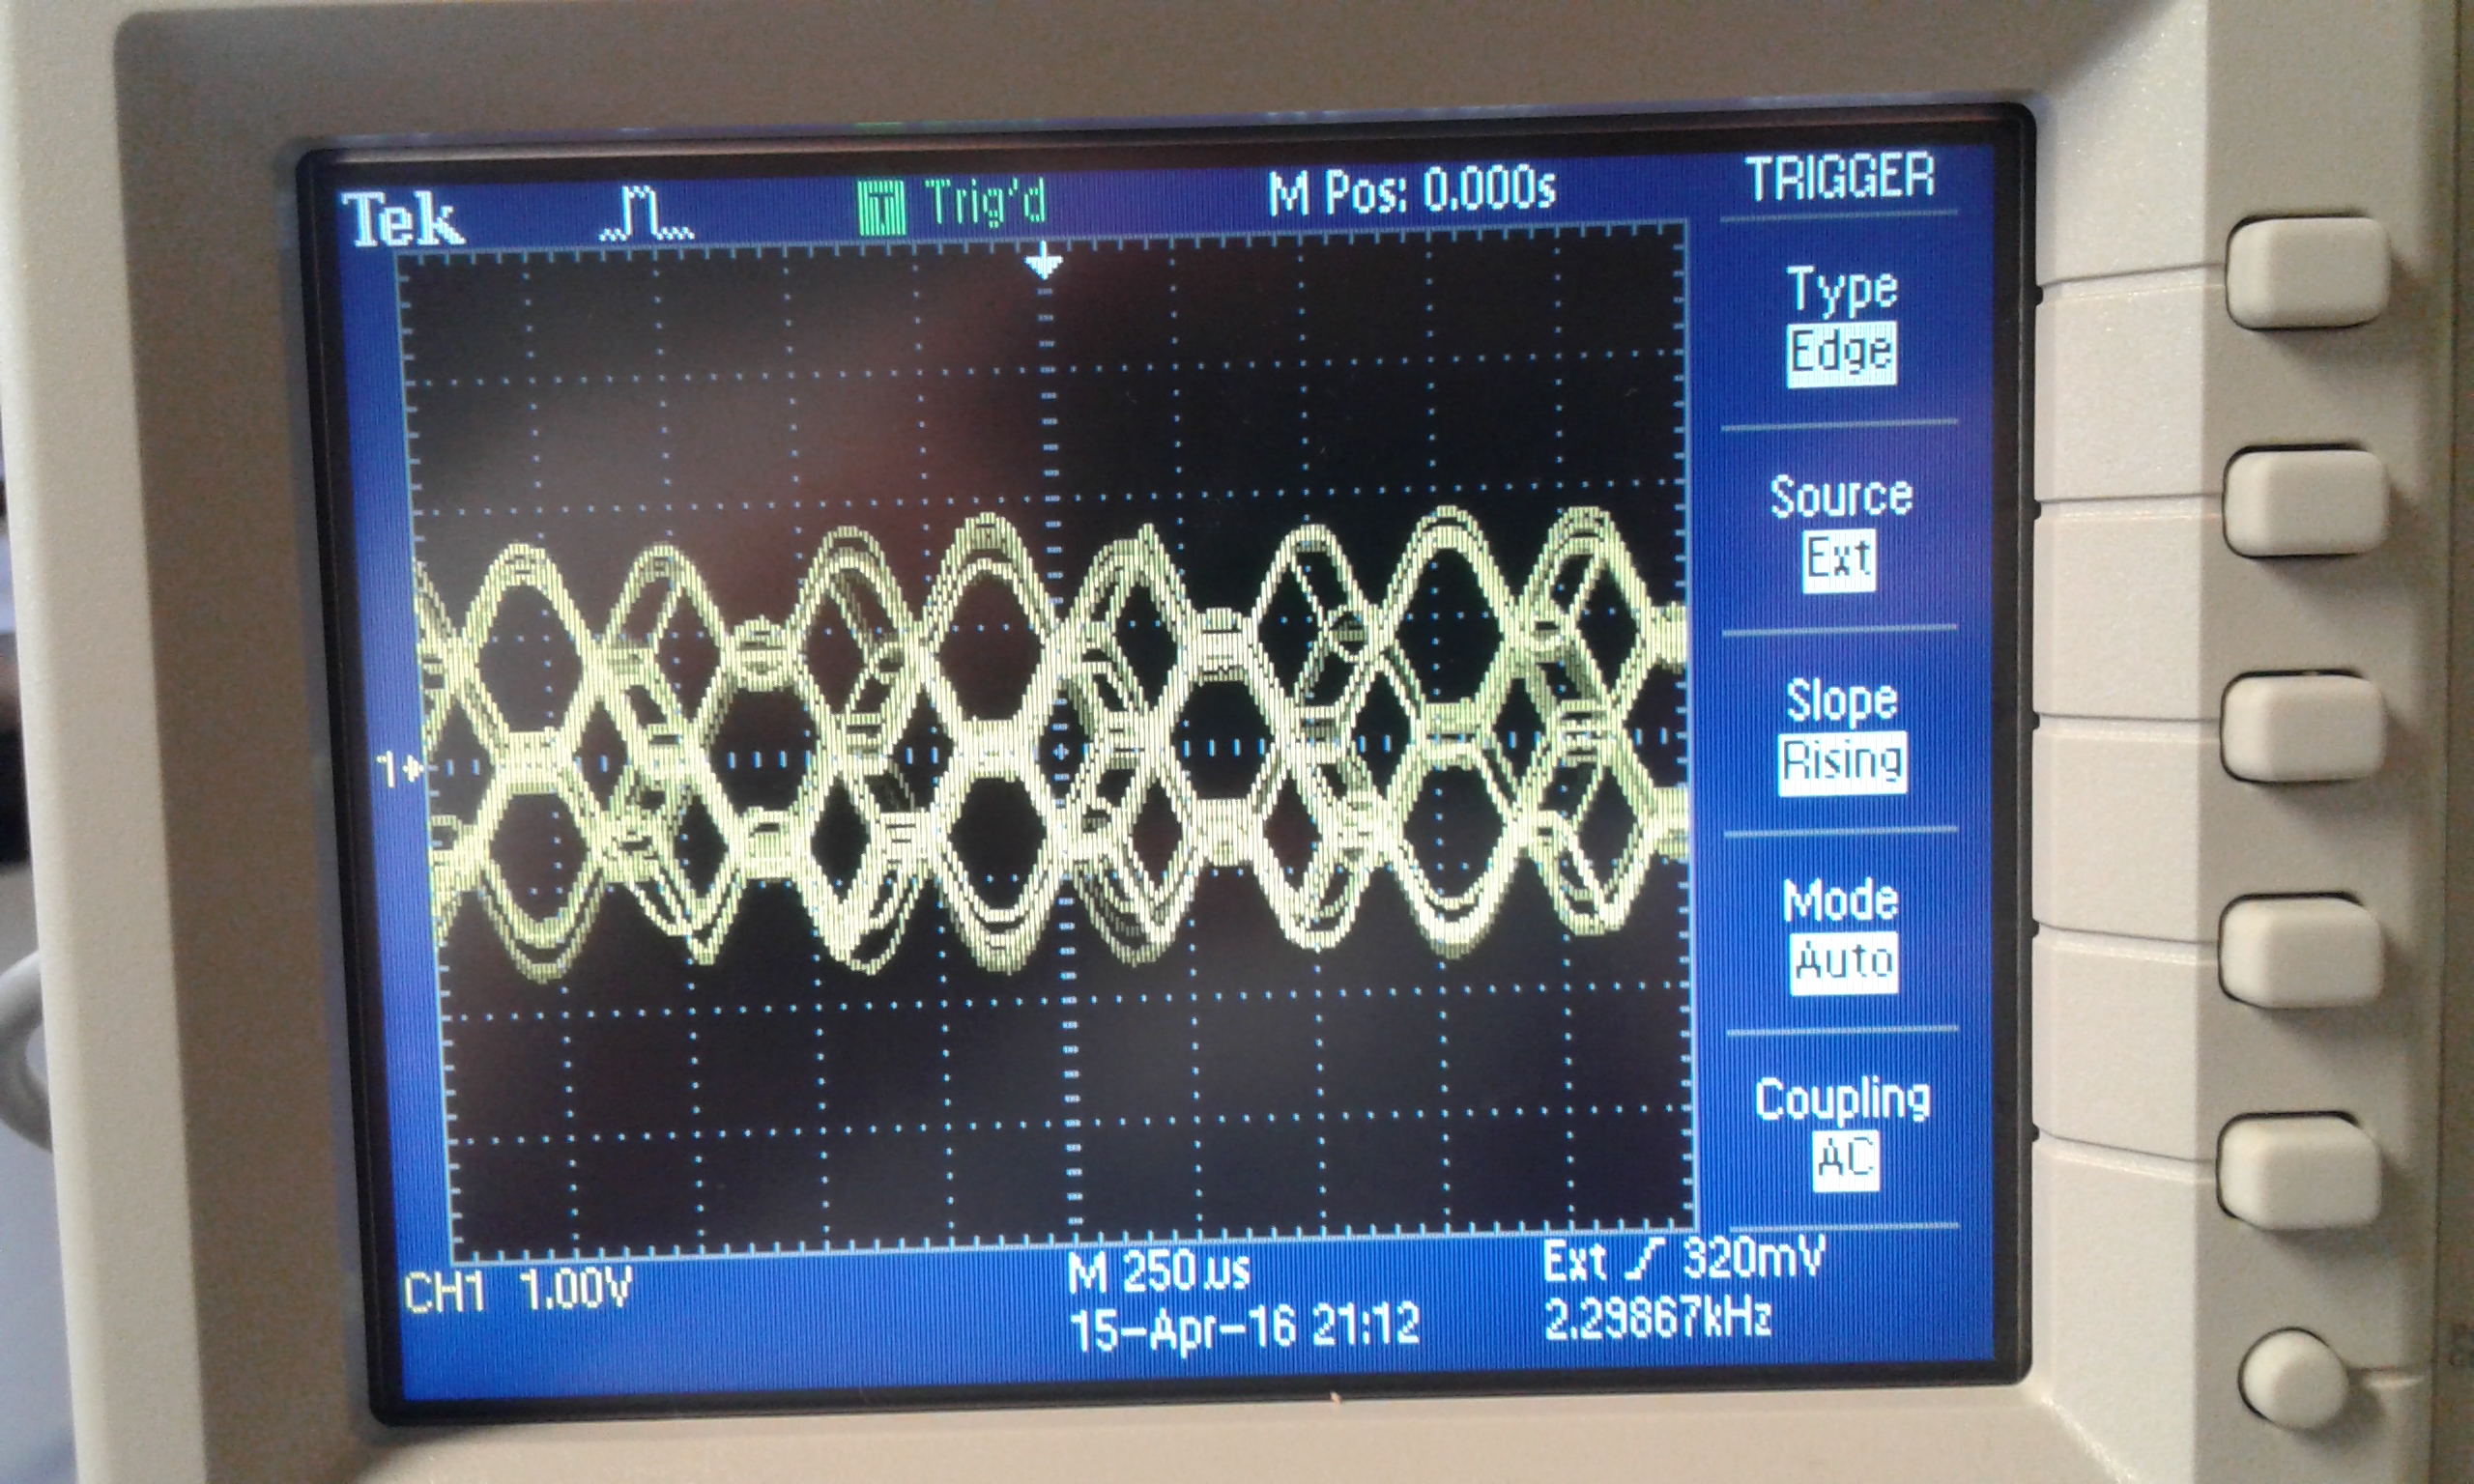 Tek Trig'd M Pos: 0.000s TRIGGER
Type
Edge
Source
Ext
Slope
Rising
Mode
Auto
Coupling
AC
1
CH1 1.00V M 250µs Ext 320mV
15-Apr-16 21:12 2.29867kHz